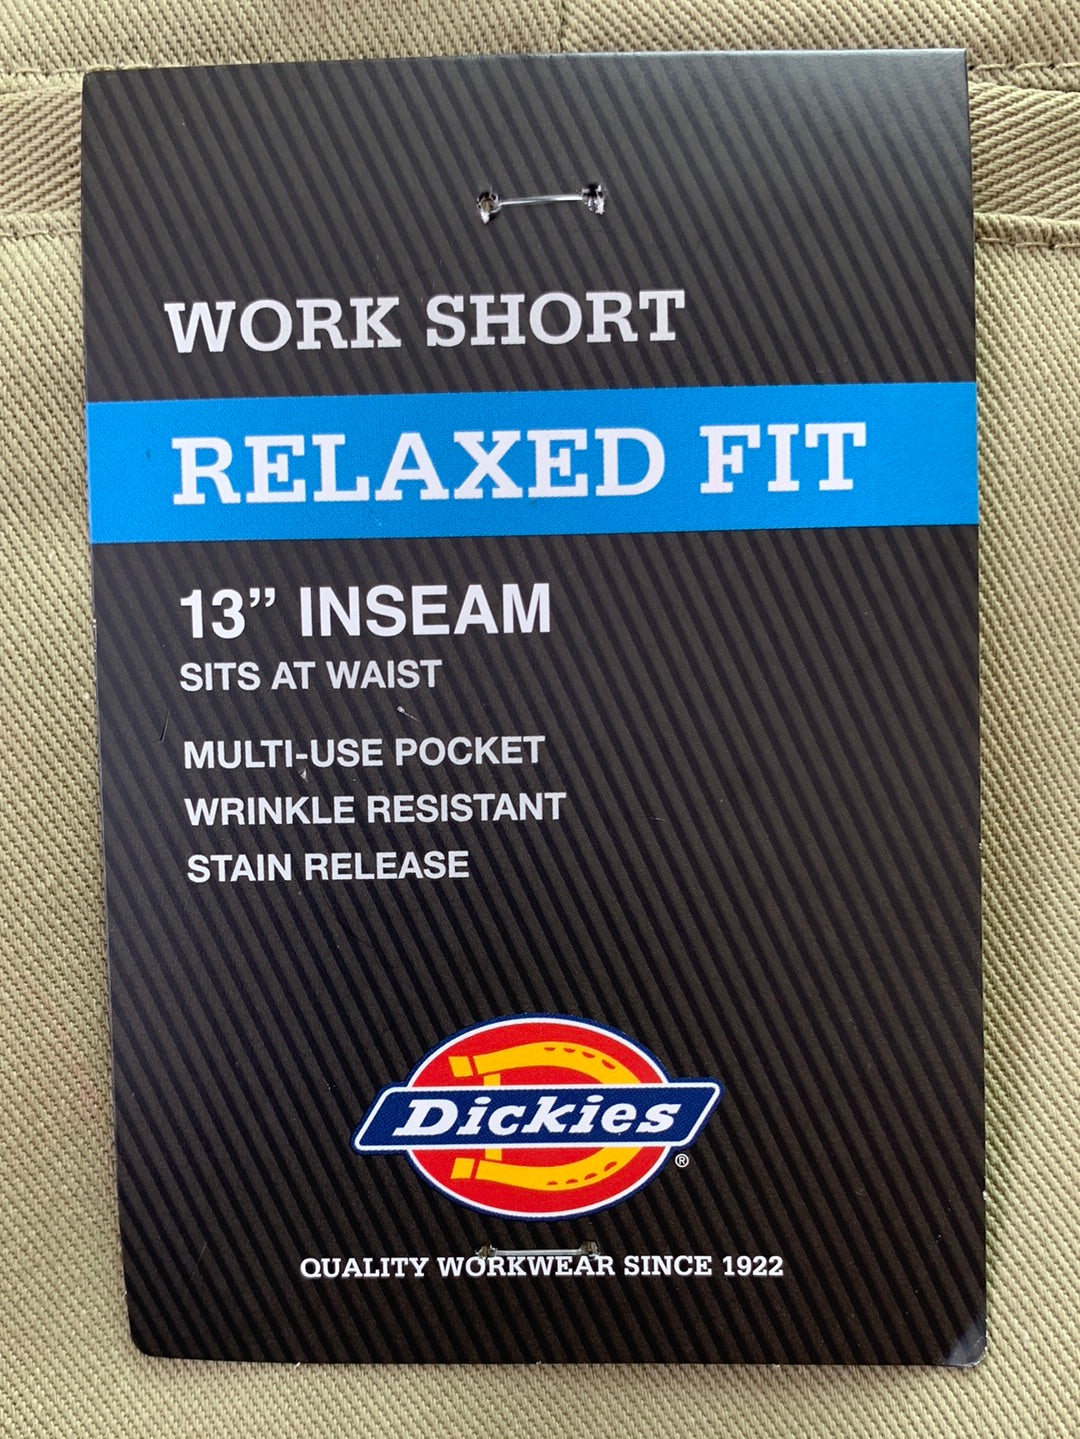 WORK SHORT
RELAXED FIT
13” INSEAM
SITS AT WAIST
MULTI-USE POCKET
WRINKLE RESISTANT
STAIN RELEASE
Dickies
®
QUALITY WORKWEAR SINCE 1922